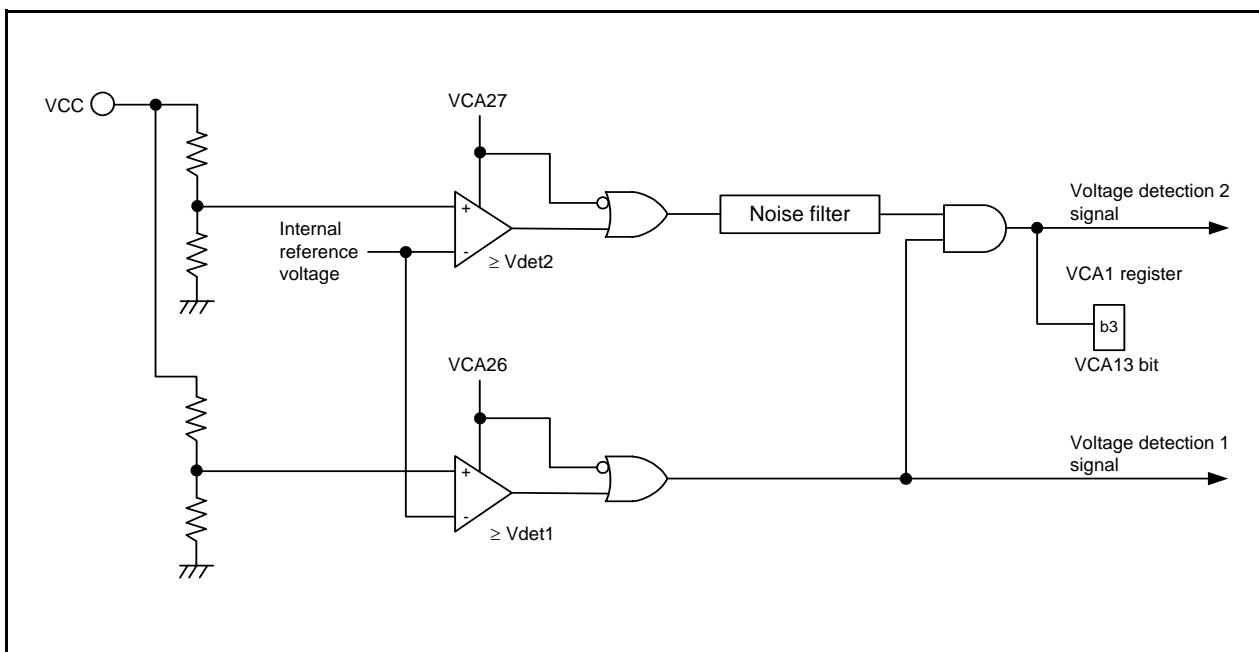 VCC
VCA27
Internal
reference
voltage
+
-
≥ Vdet2
Noise filter
Voltage detection 2
signal
VCA1 register
b3
VCA13 bit
VCA26
+
-
≥ Vdet1
Voltage detection 1
signal